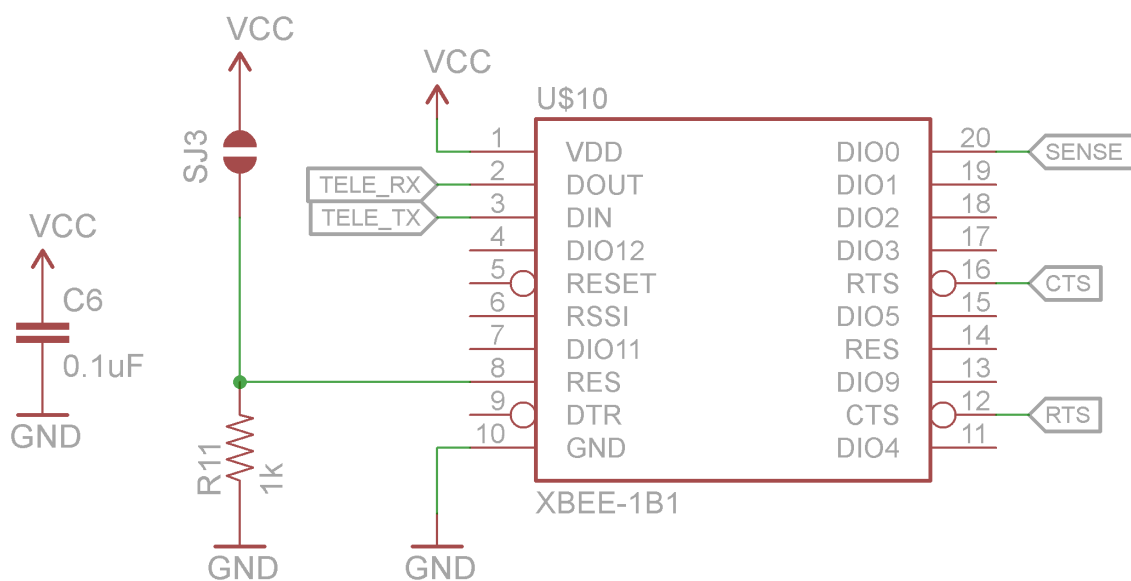 VCC
VCC
U$10
SJ3
1 VDD DIO0 20 SENSE
TELE_RX 2 DOUT DIO1 19
TELE_TX 3 DIN DIO2 18
VCC
4 DIO12 DIO3 17
5 RESET RTS 16 CTS
C6
6 RSSI DIO5 15
0.1uF
7 DIO11 RES 14
8 RES DIO9 13
9 DTR CTS 12 RTS
GND
10 GND DIO4 11
R11
1k
XBEE-1B1
GND
GND